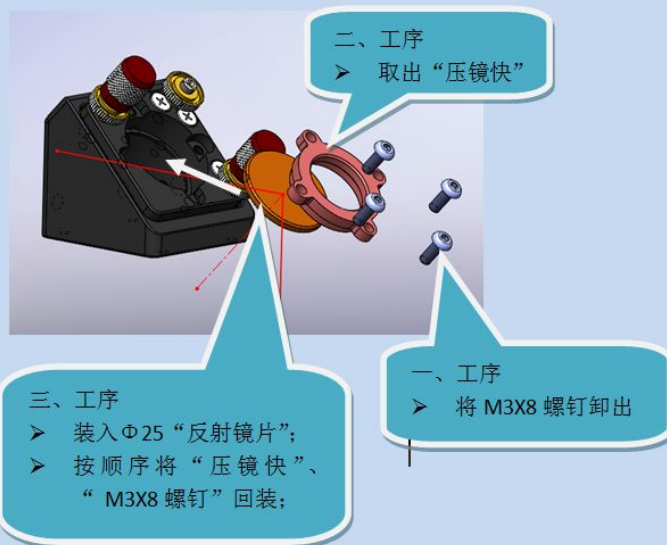 二、工序
➢ 取出“压镜快”
一、工序
➢ 将 M3X8 螺钉卸出
三、工序
➢ 装入Φ25“反射镜片”；
➢ 按顺序将“压镜快”、
“ M3X8 螺钉”回装；